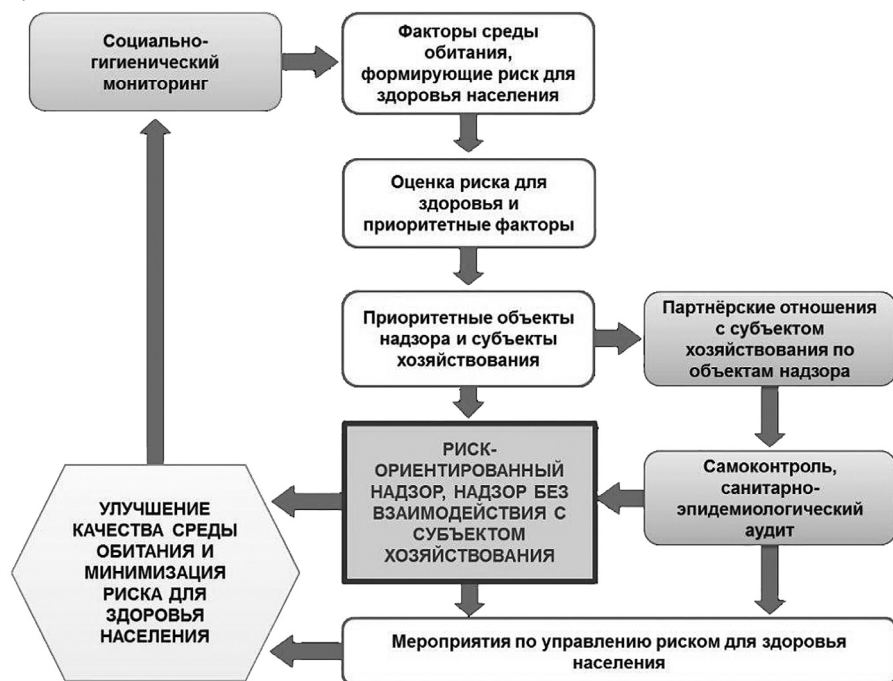 Социально-
гигиенический
мониторинг
Факторы среды
обитания,
формирующие риск для
здоровья населения
Оценка риска для
здоровья и
приоритетные факторы
Приоритетные объекты
надзора и субъекты
хозяйствования
Партнёрские отношения
с субъектом
хозяйствования по
объектам надзора
РИСК-
ОРИЕНТИРОВАННЫЙ
НАДЗОР, НАДЗОР БЕЗ
ВЗАИМОДЕЙСТВИЯ С
СУБЪЕКТОМ
ХОЗЯЙСТВОВАНИЯ
Самоконтроль,
санитарно-
эпидемиологический
аудит
УЛУЧШЕНИЕ
КАЧЕСТВА СРЕДЫ
ОБИТАНИЯ И
МИНИМИЗАЦИЯ
РИСКА ДЛЯ
ЗДОРОВЬЯ
НАСЕЛЕНИЯ
Мероприятия по управлению риском для здоровья
населения